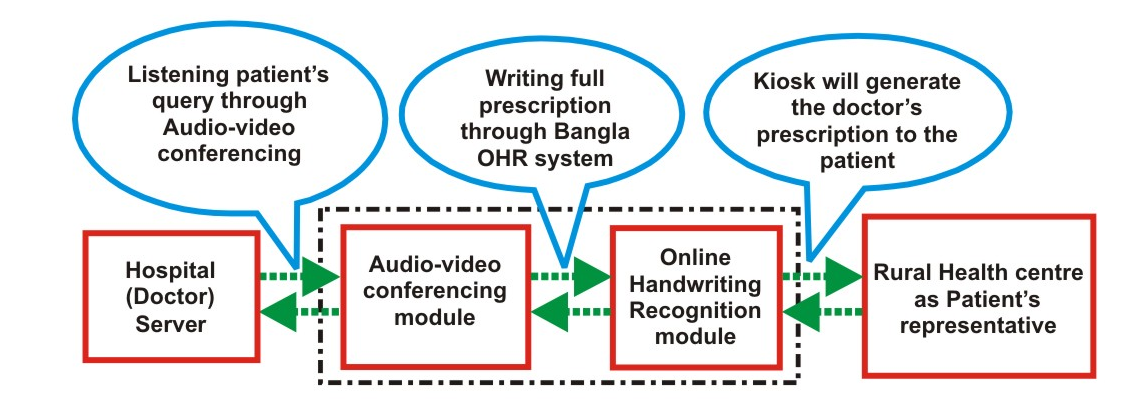 Listening patient's
query through
Audio-video
conferencing
Writing full
prescription
through Bangla
OHR system
Kiosk will generate
the doctor's
prescription to the
patient
Hospital
(Doctor)
Server
Audio-video
conferencing
module
Online
Handwriting
Recognition
module
Rural Health centre
as Patient's
representative